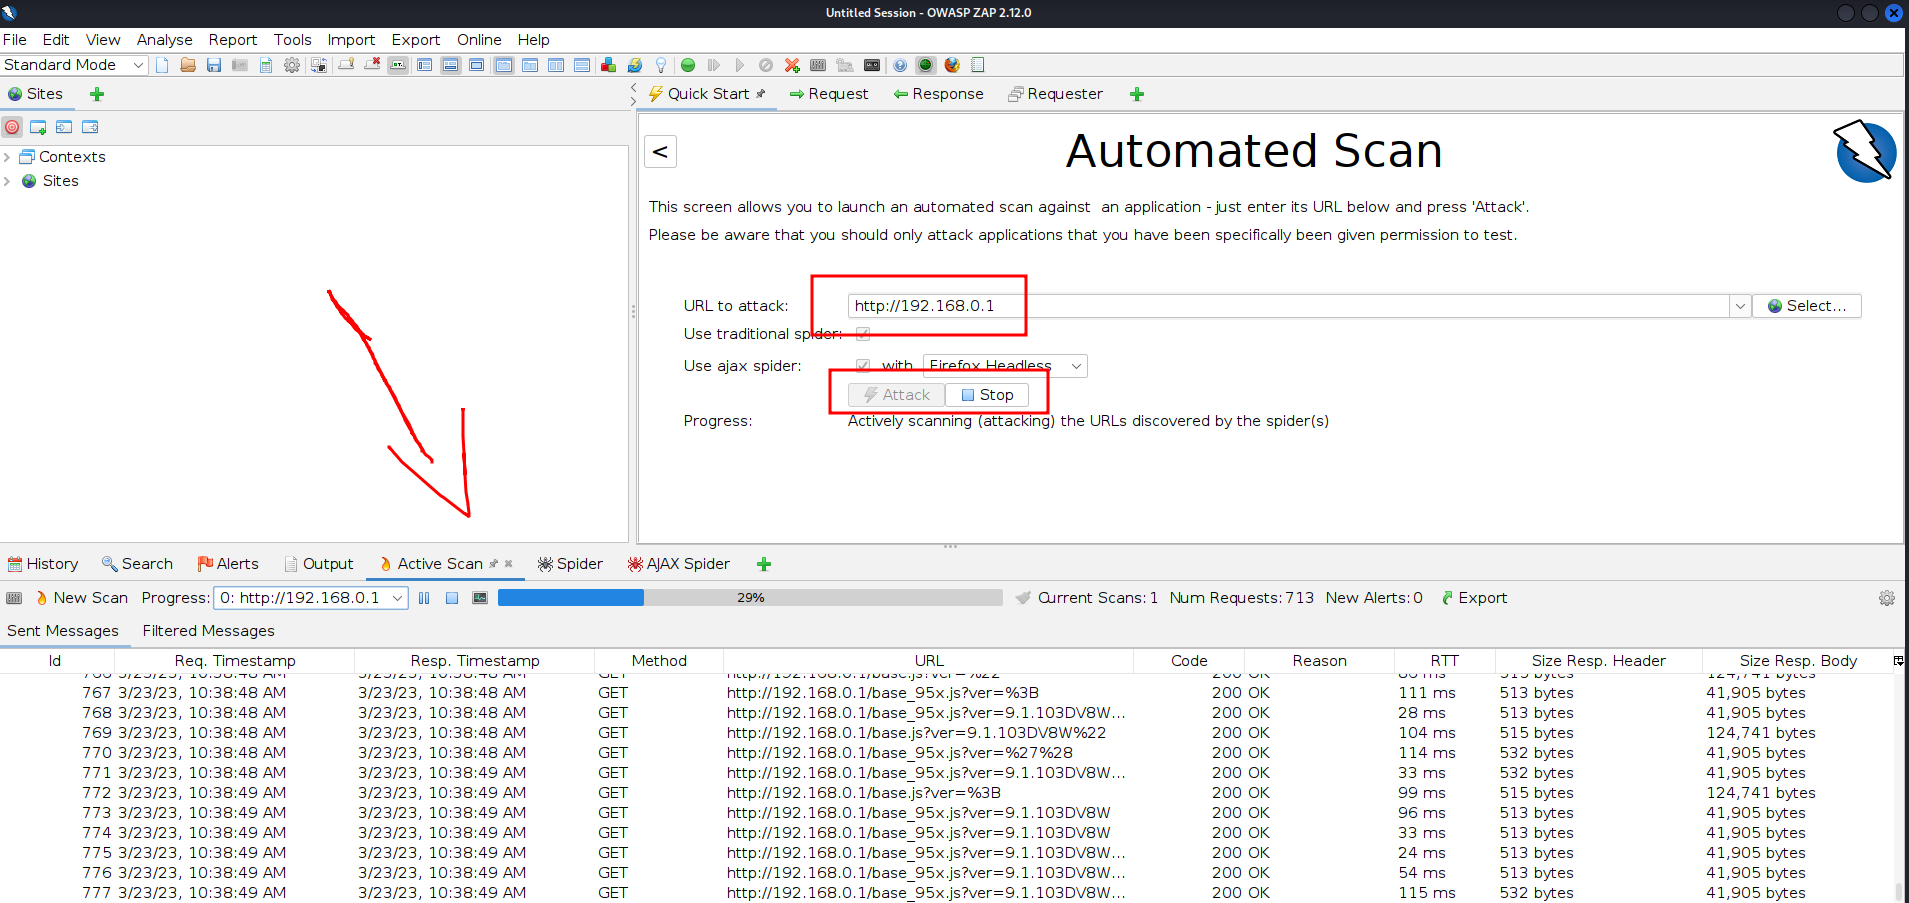 Untitled Session - OWASP ZAP 2.12.0
File Edit View Analyse Report Tools Import Export Online Help
Standard Mode
Sites
Quick Start Request Response Requester
Contexts
Sites
<
Automated Scan
This screen allows you to launch an automated scan against  an application - just enter its URL below and press 'Attack'.
Please be aware that you should only attack applications that you have been specifically been given permission to test.
URL to attack: http://192.168.0.1 Select...
Use traditional spider:
Use ajax spider: with Firefox Headless
Attack Stop
Progress: Actively scanning (attacking) the URLs discovered by the spider(s)
History Search Alerts Output Active Scan Spider AJAX Spider
New Scan Progress: 0: http://192.168.0.1 29% Current Scans: 1 Num Requests: 713 New Alerts: 0 Export
Sent Messages Filtered Messages
Id Req. Timestamp Resp. Timestamp Method URL Code Reason RTT Size Resp. Header Size Resp. Body
767 3/23/23, 10:38:48 AM 3/23/23, 10:38:48 AM GET http://192.168.0.1/base_95x.js?ver=%3B 200 OK 111 ms 513 bytes 41,905 bytes
768 3/23/23, 10:38:48 AM 3/23/23, 10:38:48 AM GET http://192.168.0.1/base_95x.js?ver=9.1.103DV8W... 200 OK 28 ms 513 bytes 41,905 bytes
769 3/23/23, 10:38:48 AM 3/23/23, 10:38:48 AM GET http://192.168.0.1/base.js?ver=9.1.103DV8W%22 200 OK 104 ms 515 bytes 124,741 bytes
770 3/23/23, 10:38:48 AM 3/23/23, 10:38:48 AM GET http://192.168.0.1/base_95x.js?ver=%27%28 200 OK 114 ms 532 bytes 41,905 bytes
771 3/23/23, 10:38:48 AM 3/23/23, 10:38:49 AM GET http://192.168.0.1/base_95x.js?ver=9.1.103DV8W... 200 OK 33 ms 532 bytes 41,905 bytes
772 3/23/23, 10:38:49 AM 3/23/23, 10:38:49 AM GET http://192.168.0.1/base.js?ver=%3B 200 OK 99 ms 515 bytes 124,741 bytes
773 3/23/23, 10:38:49 AM 3/23/23, 10:38:49 AM GET http://192.168.0.1/base_95x.js?ver=9.1.103DV8W 200 OK 96 ms 513 bytes 41,905 bytes
774 3/23/23, 10:38:49 AM 3/23/23, 10:38:49 AM GET http://192.168.0.1/base_95x.js?ver=9.1.103DV8W 200 OK 33 ms 513 bytes 41,905 bytes
775 3/23/23, 10:38:49 AM 3/23/23, 10:38:49 AM GET http://192.168.0.1/base_95x.js?ver=9.1.103DV8W... 200 OK 24 ms 513 bytes 41,905 bytes
776 3/23/23, 10:38:49 AM 3/23/23, 10:38:49 AM GET http://192.168.0.1/base_95x.js?ver=9.1.103DV8W... 200 OK 54 ms 513 bytes 41,905 bytes
777 3/23/23, 10:38:49 AM 3/23/23, 10:38:49 AM GET http://192.168.0.1/base_95x.js?ver=9.1.103DV8W... 200 OK 115 ms 532 bytes 41,905 bytes